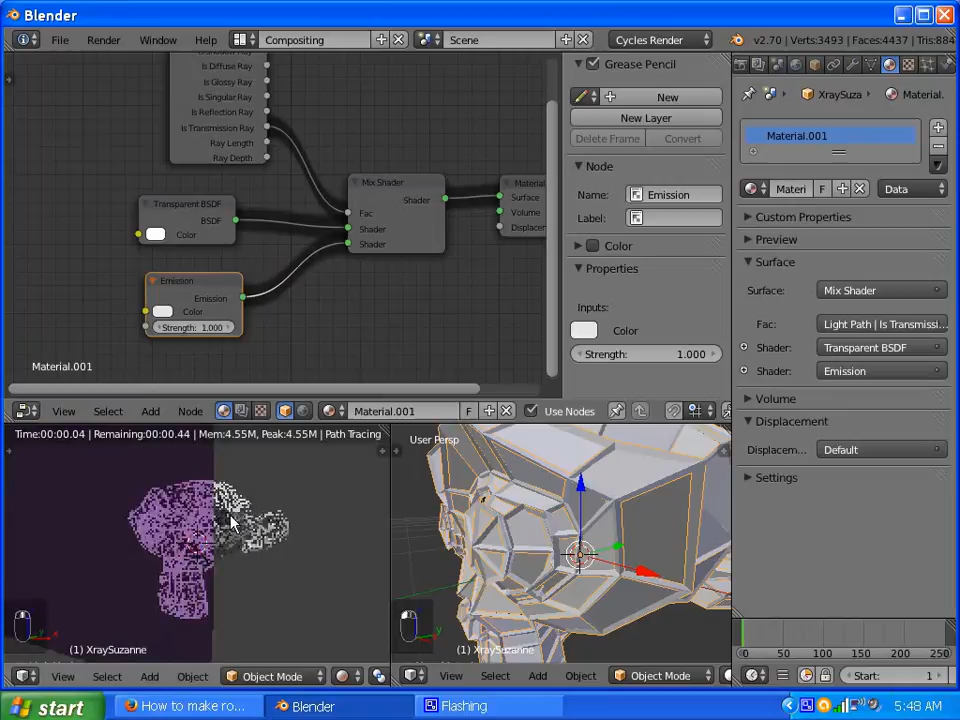 Blender
File Render Window Help Compositing Scene Cycles Render v2.70 | Verts:3493 | Faces:4437 | Tris:884
Is Diffuse Ray
Is Glossy Ray
Is Singular Ray
Is Reflection Ray
Is Transmission Ray
Ray Length
Ray Depth
Transparent BSDF
BSDF
Color
Emission
Emission
Color
Strength: 1.000
Mix Shader
Shader
Fac
Shader
Shader
Material
Surface
Volume
Displacer
Material.001
Grease Pencil
New
New Layer
Delete Frame Convert
Node
Name: Emission
Label:
Color
Properties
Inputs:
Color
Strength: 1.000
XraySuza Material.
Material.001
Materi F Data
Custom Properties
Preview
Surface
Surface: Mix Shader
Fac: Light Path | Is Transmissi...
Shader: Transparent BSDF
Shader: Emission
Volume
Displacement
Displacem... Default
Settings
View Select Add Node Material.001 F Use Nodes
Time:00:00.04 | Remaining:00:00.44 | Mem:4.55M, Peak:4.55M | Path Tracing
(1) XraySuzanne
User Persp
(1) XraySuzanne
View Select Add Object Object Mode
View Select Add Object Object Mode
0 50 100 150 200 250
Start: 1
start How to make ro... Blender Flashing 5:48 AM